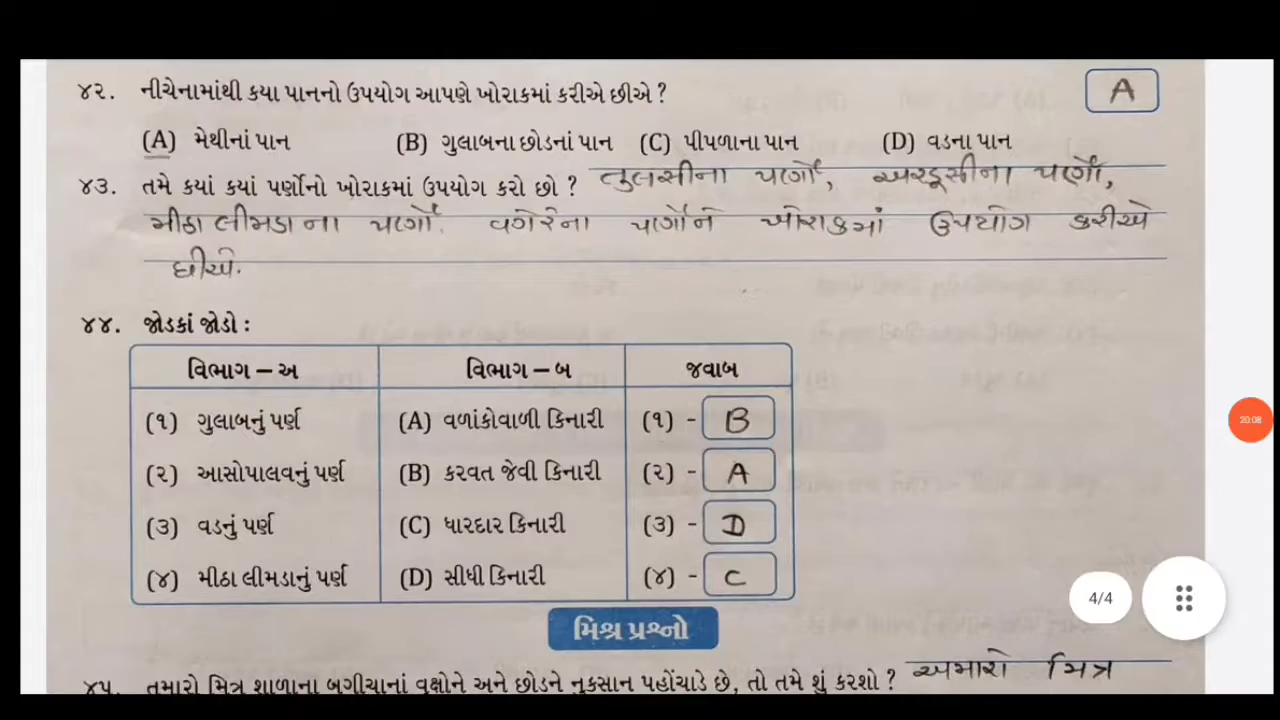 ૪૨. નીચેનામાંથી કયા પાનનો ઉપયોગ આપણે ખોરાકમાં કરીએ છીએ ? A
(A) મેથીનાં પાન (B) ગુલાબના છોડનાં પાન (C) પીપળાના પાન (D) વડના પાન
૪૩. તમે કયાં કયાં પર્ણોનો ખોરાકમાં ઉપયોગ કરો છો ? તુલસીના પર્ણો, અરડૂસીના પર્ણો,
મીઠા લીમડાના પર્ણો. વગેરેના પર્ણોને ખોરાકમાં ઉપયોગ કરીએ
છીએ.
૪૪. જોડકાં જોડો :
વિભાગ – અ વિભાગ – બ જવાબ
(૧) ગુલાબનું પર્ણ (A) વળાંકોવાળી કિનારી (૧) - B
(૨) આસોપાલવનું પર્ણ (B) કરવત જેવી કિનારી (૨) - A
(૩) વડનું પર્ણ (C) ધારદાર કિનારી (૩) - D
(૪) મીઠા લીમડાનું પર્ણ (D) સીધી કિનારી (૪) - C
મિશ્ર પ્રશ્નો
૪૫. તમારો મિત્ર શાળાના બગીચાનાં વૃક્ષોને અને છોડને નુકસાન પહોંચાડે છે, તો તમે શું કરશો ? અમારો મિત્ર
20:08
4/4